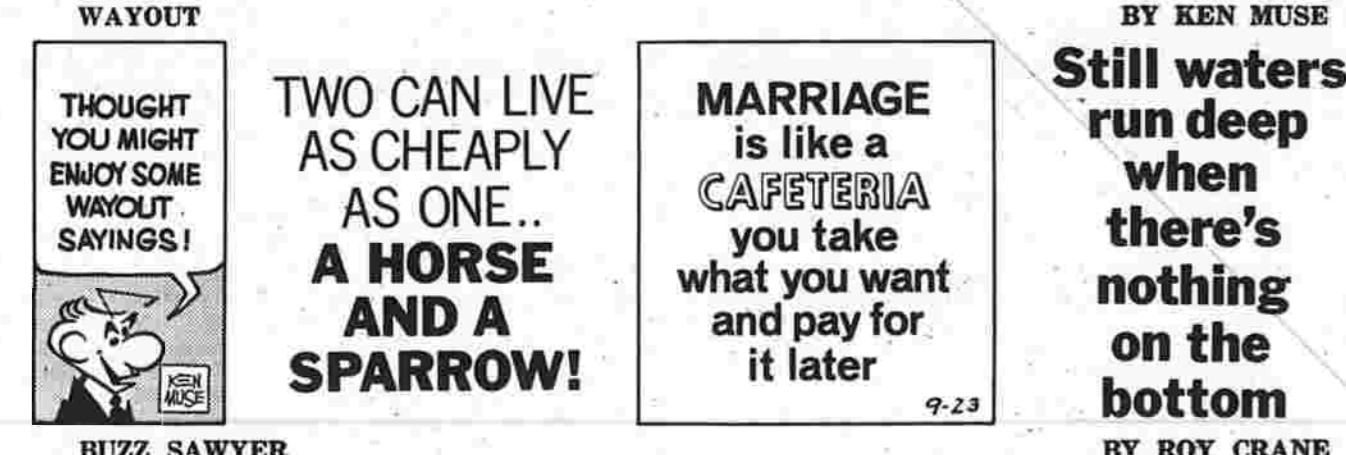 WAYOUT
BY KEN MUSE
THOUGHT
YOU MIGHT
ENJOY SOME
WAYOUT
SAYINGS!
KEN
MUSE
TWO CAN LIVE
AS CHEAPLY
AS ONE..
A HORSE
AND A
SPARROW!
MARRIAGE
is like a
CAFETERIA
you take
what you want
and pay for
it later
9-23
Still waters
run deep
when
there's
nothing
on the
bottom
BUZZ SAWYER
BY ROY CRANE